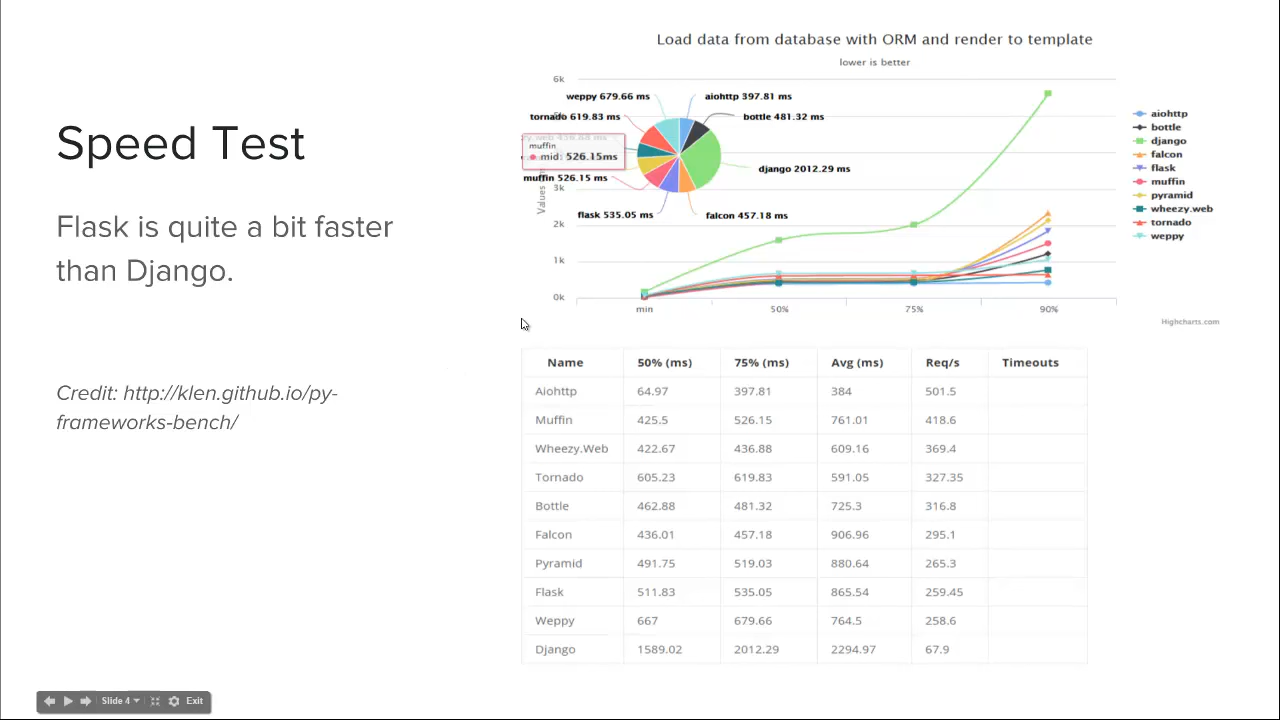 Speed Test
Flask is quite a bit faster
than Django.
Credit: http://klen.github.io/py-
frameworks-bench/
Load data from database with ORM and render to template
lower is better
6k
3k
2k
1k
0k
Values
min
50%
75%
90%
weppy 679.66 ms
aiohttp 397.81 ms
tornado 619.83 ms
bottle 481.32 ms
muffin
mid: 526.15ms
django 2012.29 ms
muffin 526.15 ms
flask 535.05 ms
falcon 457.18 ms
aiohttp
bottle
django
falcon
flask
muffin
pyramid
wheezy.web
tornado
weppy
Highcharts.com
Name 50% (ms) 75% (ms) Avg (ms) Req/s Timeouts
Aiohttp 64.97 397.81 384 501.5
Muffin 425.5 526.15 761.01 418.6
Wheezy.Web 422.67 436.88 609.16 369.4
Tornado 605.23 619.83 591.05 327.35
Bottle 462.88 481.32 725.3 316.8
Falcon 436.01 457.18 906.96 295.1
Pyramid 491.75 519.03 880.64 265.3
Flask 511.83 535.05 865.54 259.45
Weppy 667 679.66 764.5 258.6
Django 1589.02 2012.29 2294.97 67.9
Slide 4
Exit